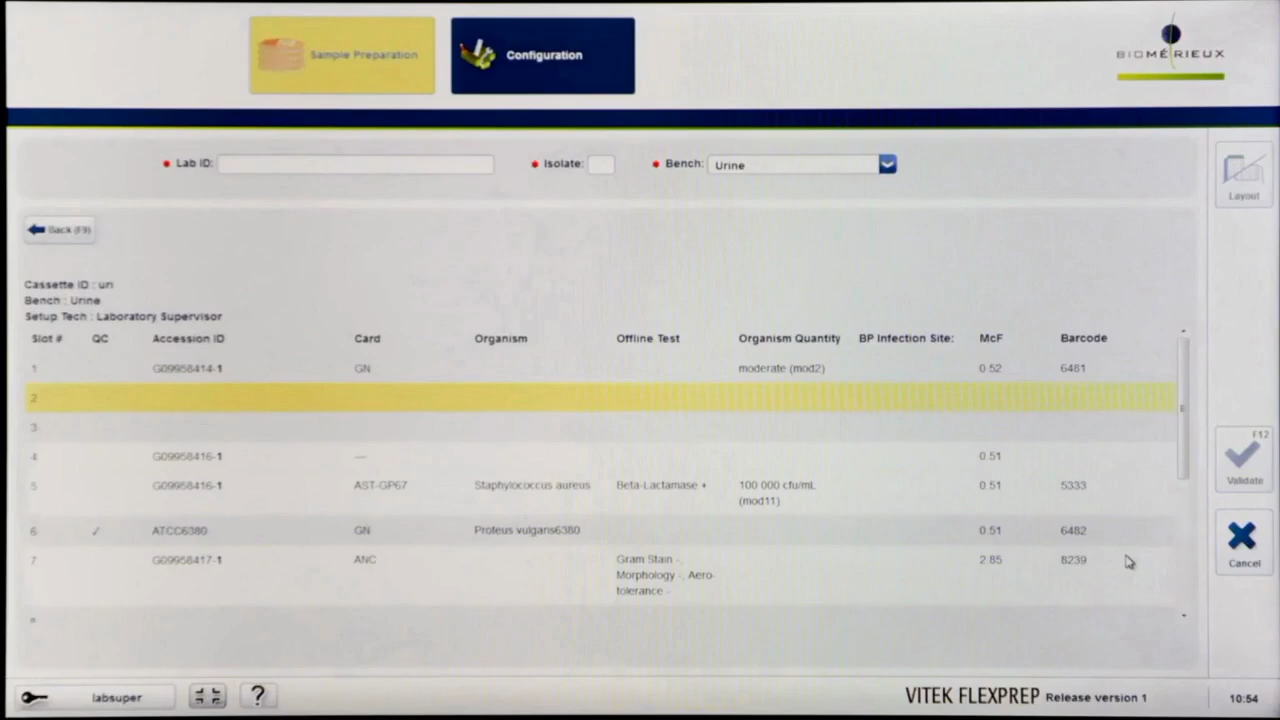 Sample Preparation
Configuration
BIOMÉRIEUX
* Lab ID:
* Isolate:
* Bench: Urine
Layout
Back (F9)
Cassette ID : uri
Bench : Urine
Setup Tech : Laboratory Supervisor
Slot # QC Accession ID Card Organism Offline Test Organism Quantity BP Infection Site: McF Barcode
1 G09958414-1 GN moderate (mod2) 0.52 6481
2
3
4 G09958416-1 — 0.51
5 G09958416-1 AST-GP67 Staphylococcus aureus Beta-Lactamase + 100 000 cfu/mL 0.51 5333
(mod11)
6 ✓ ATCC6380 GN Proteus vulgaris6380 0.51 6482
7 G09958417-1 ANC Gram Stain - 2.85 8239
Morphology -, Aero-
tolerance -
F12
Validate
Cancel
labsuper
?
VITEK FLEXPREP Release version 1
10:54